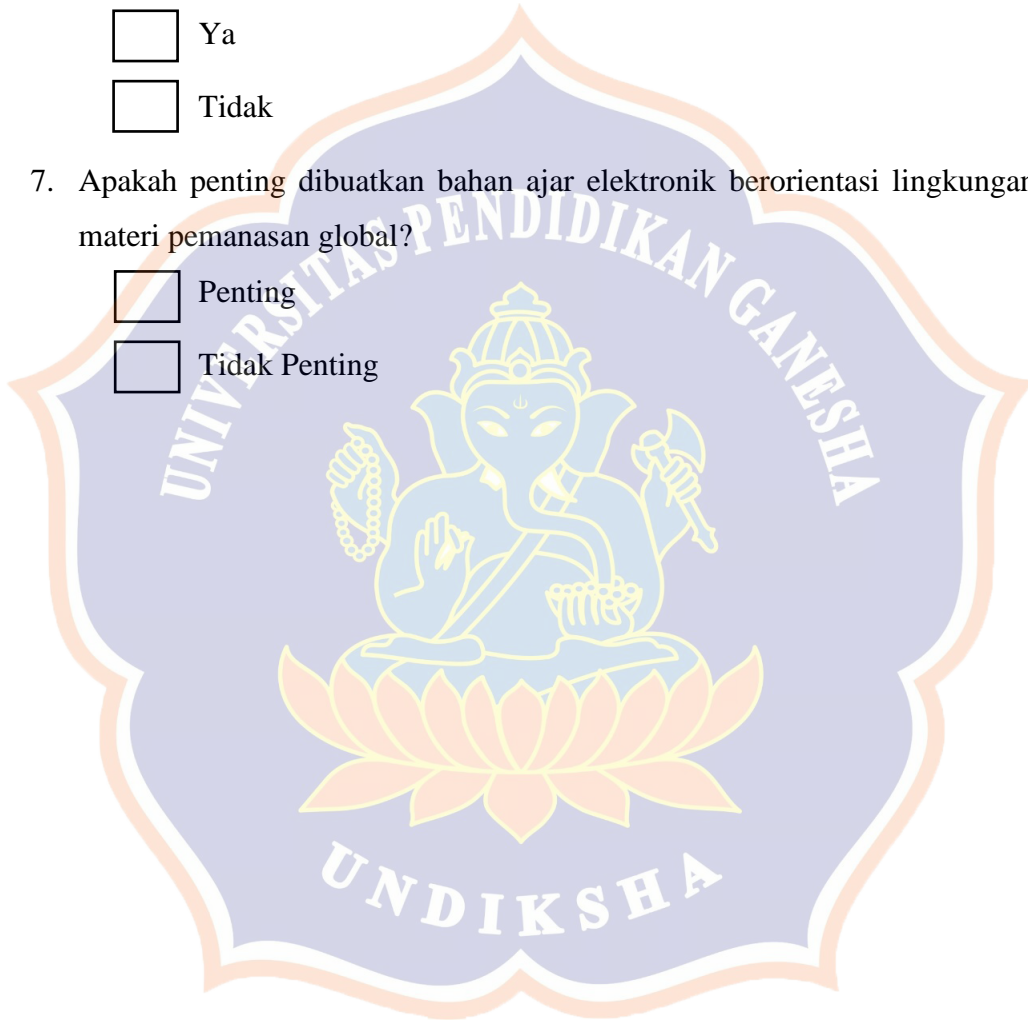 Ya
Tidak
7. Apakah penting dibuatkan bahan ajar elektronik berorientasi lingkungan
materi pemanasan global?
Penting
Tidak Penting
UNIVERSITAS PENDIDIKAN GANESHA
UNDIKSHA